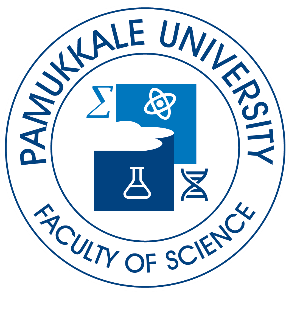 PAMUKKALE UNIVERSITY
Σ
FACULTY OF SCIENCE